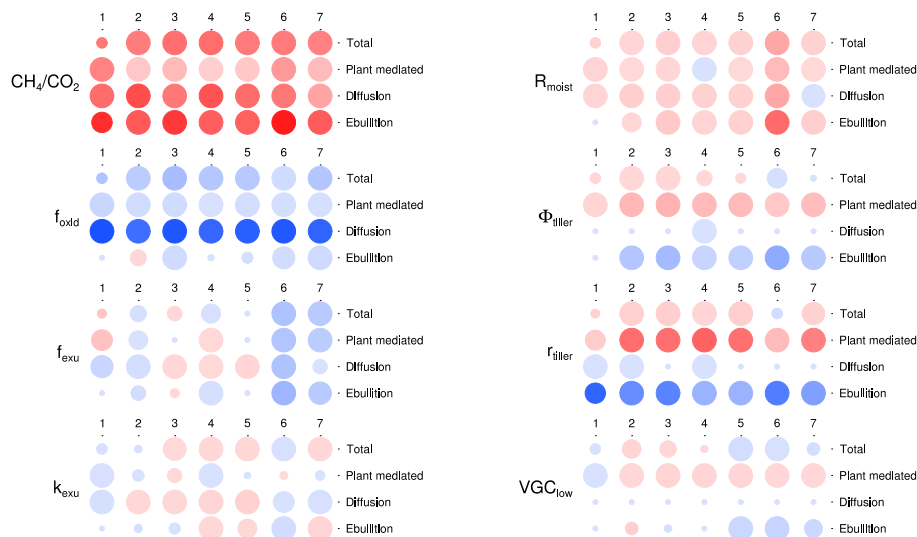 1 2 3 4 5 6 7
Total
Plant mediated
Diffusion
Ebullition
CH4/CO2
1 2 3 4 5 6 7
Total
Plant mediated
Diffusion
Ebullition
Rmoist
1 2 3 4 5 6 7
Total
Plant mediated
Diffusion
Ebullition
foxid
1 2 3 4 5 6 7
Total
Plant mediated
Diffusion
Ebullition
Φtiller
1 2 3 4 5 6 7
Total
Plant mediated
Diffusion
Ebullition
fexu
1 2 3 4 5 6 7
Total
Plant mediated
Diffusion
Ebullition
rtiller
1 2 3 4 5 6 7
Total
Plant mediated
Diffusion
Ebullition
kexu
1 2 3 4 5 6 7
Total
Plant mediated
Diffusion
Ebullition
VGClow